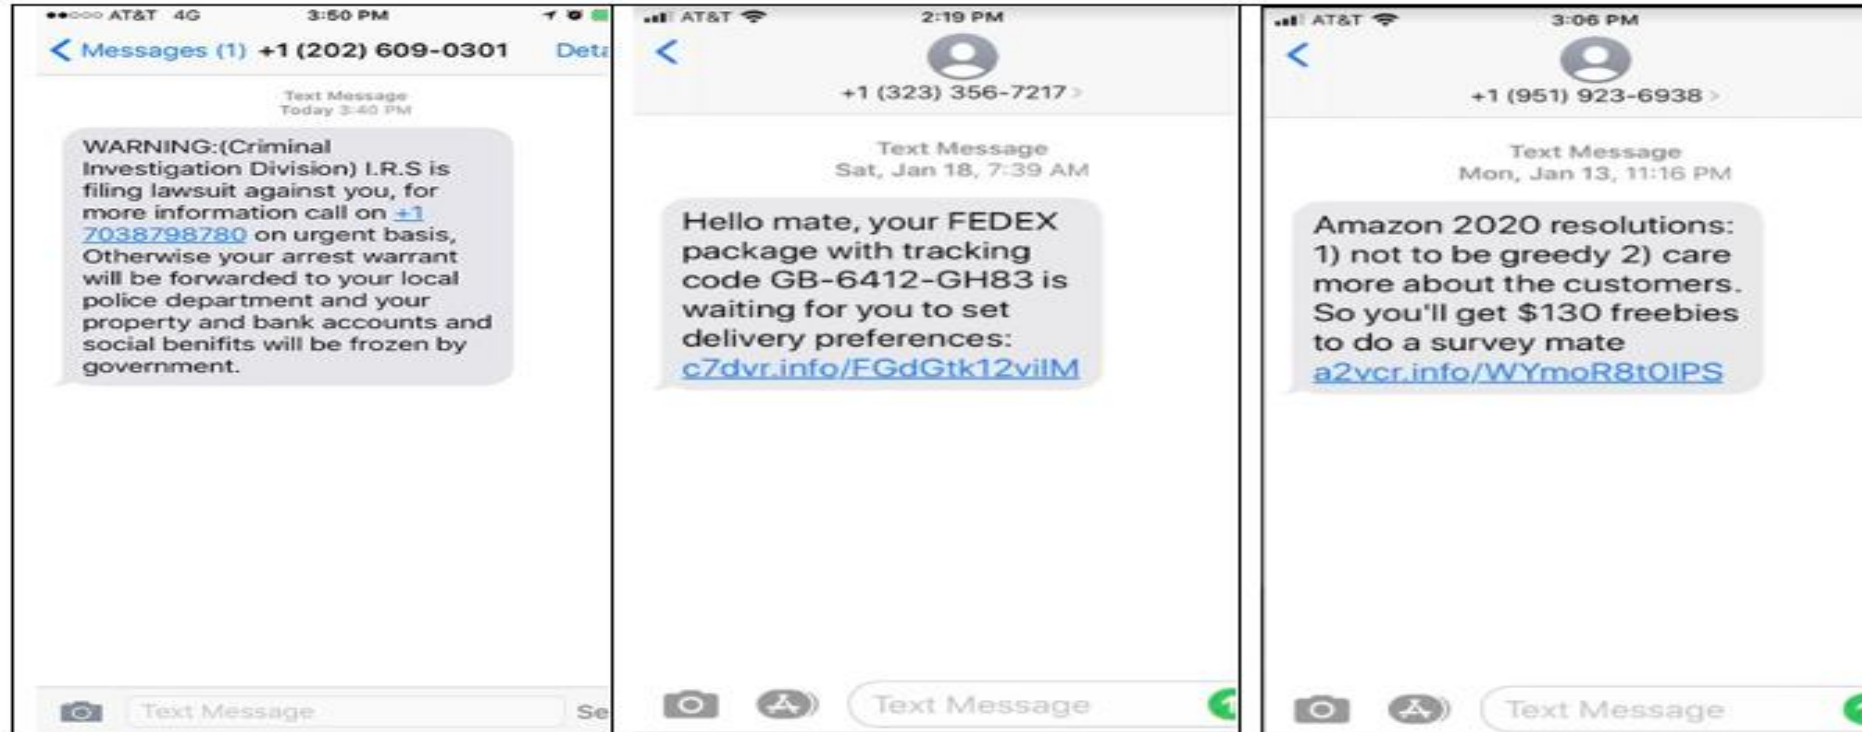 AT&T 4G 3:50 PM
Messages (1) +1 (202) 609-0301 Deta
Text Message
Today 3:40 PM
WARNING:(Criminal
Investigation Division) I.R.S is
filing lawsuit against you, for
more information call on +1
7038798780 on urgent basis,
Otherwise your arrest warrant
will be forwarded to your local
police department and your
property and bank accounts and
social benifits will be frozen by
government.
Text Message Se
AT&T 2:19 PM
+1 (323) 356-7217 >
Text Message
Sat, Jan 18, 7:39 AM
Hello mate, your FEDEX
package with tracking
code GB-6412-GH83 is
waiting for you to set
delivery preferences:
c7dvr.info/FGdGtk12vilM
Text Message
AT&T 3:06 PM
+1 (951) 923-6938 >
Text Message
Mon, Jan 13, 11:16 PM
Amazon 2020 resolutions:
1) not to be greedy 2) care
more about the customers.
So you'll get $130 freebies
to do a survey mate
a2vcr.info/WYmoR8t0IPS
Text Message